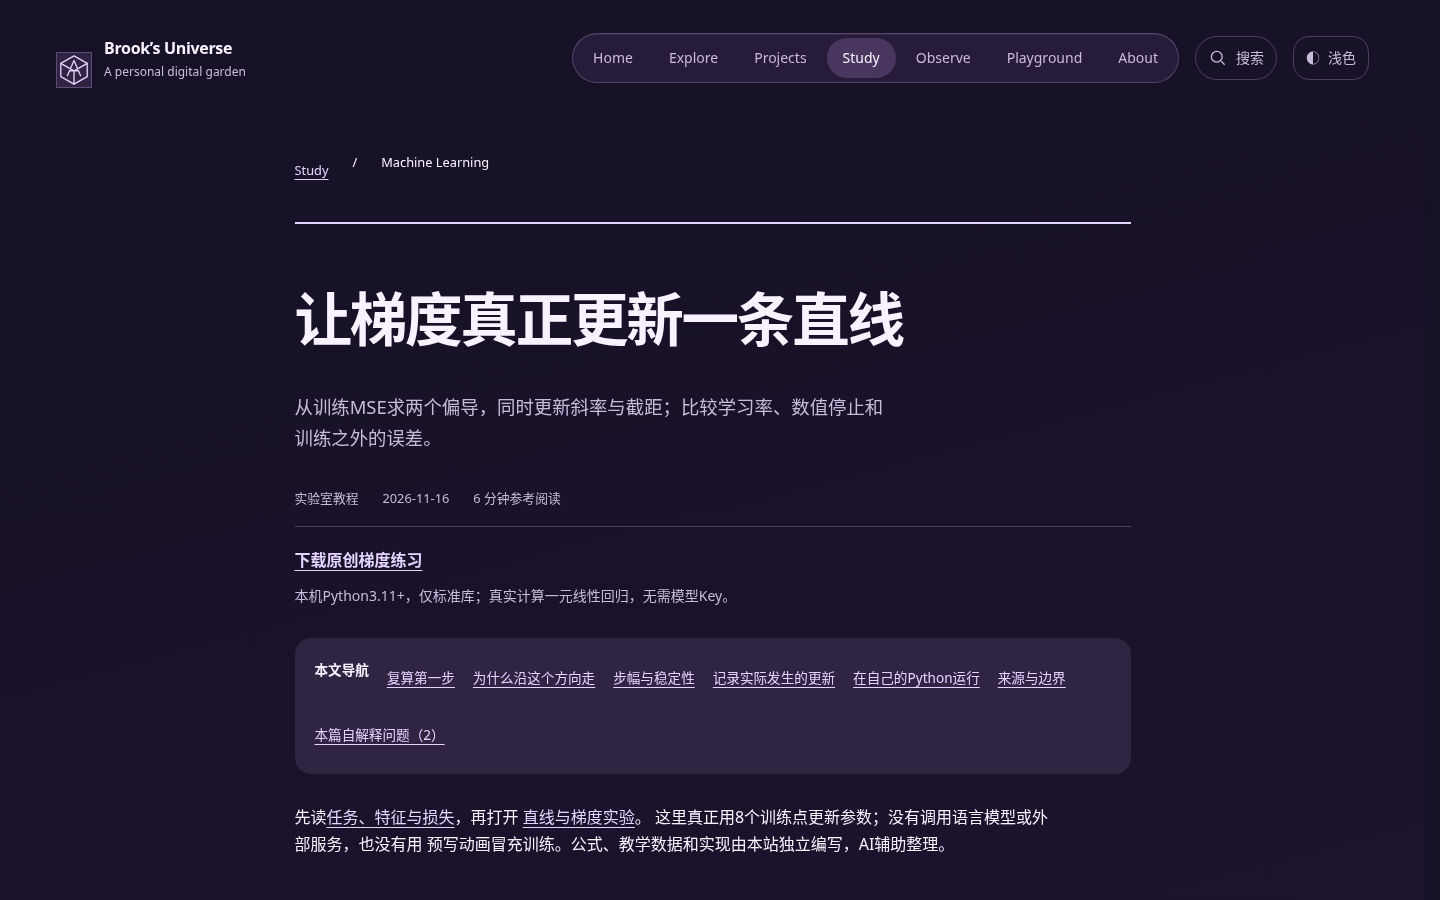 Brook’s Universe
A personal digital garden
Home Explore Projects Study Observe Playground About 搜索 浅色
Study / Machine Learning
让梯度真正更新一条直线
从训练MSE求两个偏导，同时更新斜率与截距；比较学习率、数值停止和
训练之外的误差。
实验室教程 2026-11-16 6 分钟参考阅读
下载原创梯度练习
本机Python3.11+，仅标准库；真实计算一元线性回归，无需模型Key。
本文导航 复算第一步 为什么沿这个方向走 步幅与稳定性 记录实际发生的更新 在自己的Python运行 来源与边界
本篇自解释问题（2）
先读任务、特征与损失，再打开 直线与梯度实验。 这里真正用8个训练点更新参数；没有调用语言模型或外
部服务，也没有用 预写动画冒充训练。公式、教学数据和实现由本站独立编写，AI辅助整理。